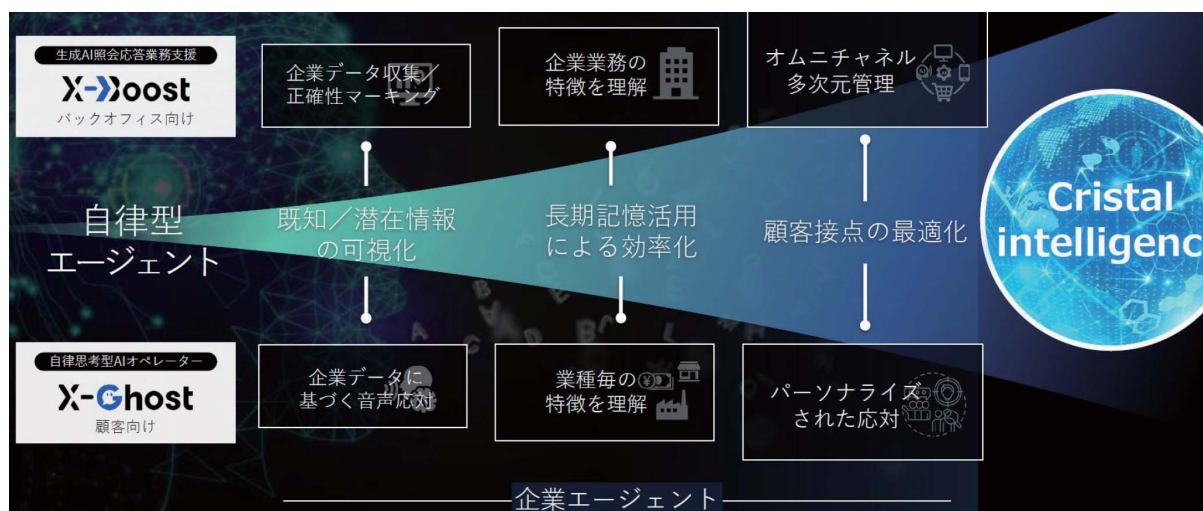 生成AI照会応答業務支援
X-Boost
バックオフィス向け
企業データ収集／
正確性マーキング
企業業務の
特徴を理解
オムニチャネル
多次元管理
自律型
エージェント
既知／潜在情報
の可視化
長期記憶活用
による効率化
顧客接点の最適化
Cristal
intelligence
自律思考型AIオペレーター
X-Ghost
顧客向け
企業データに
基づく音声応対
業種毎の
特徴を理解
パーソナライズ
された応対
企業エージェント